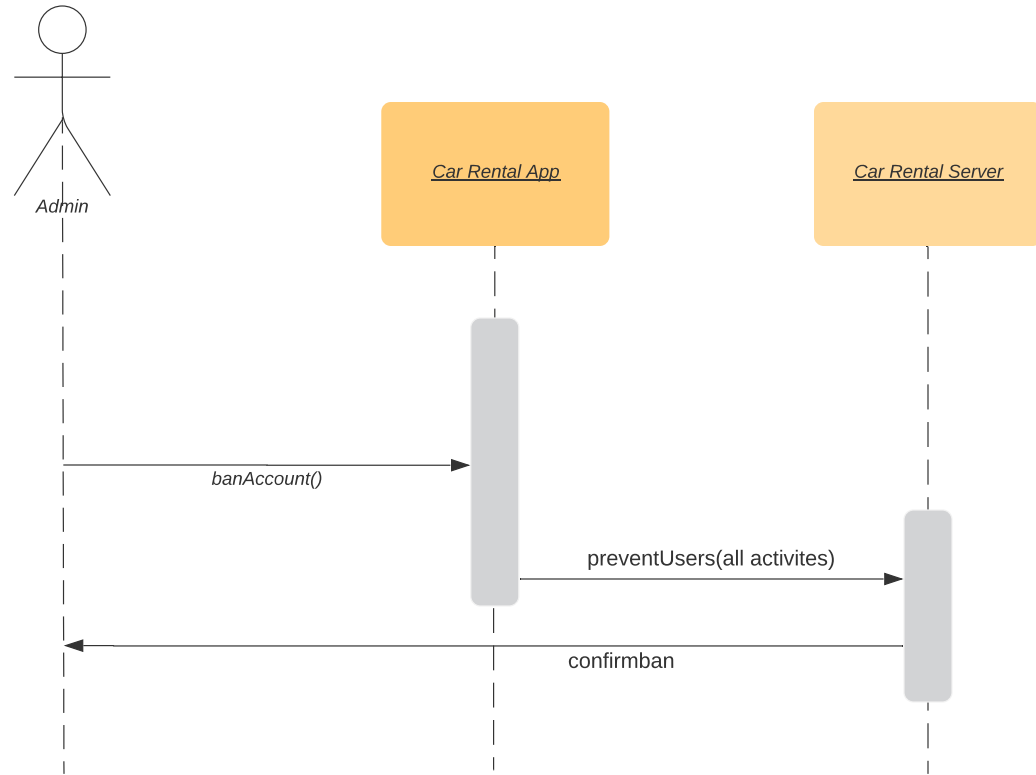 Car Rental App
Car Rental Server
Admin
banAccount()
preventUsers(all activites)
confirmban